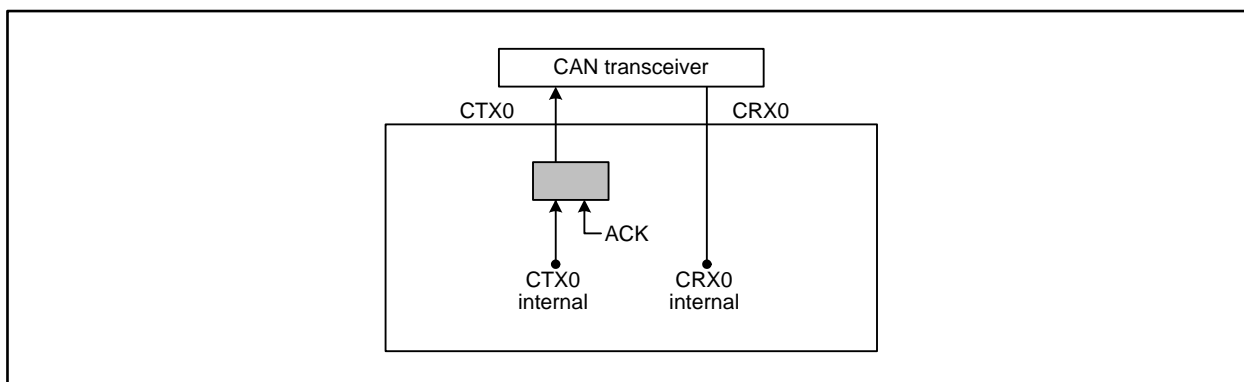 CAN transceiver
CTX0 CRX0
ACK
CTX0 CRX0
internal internal